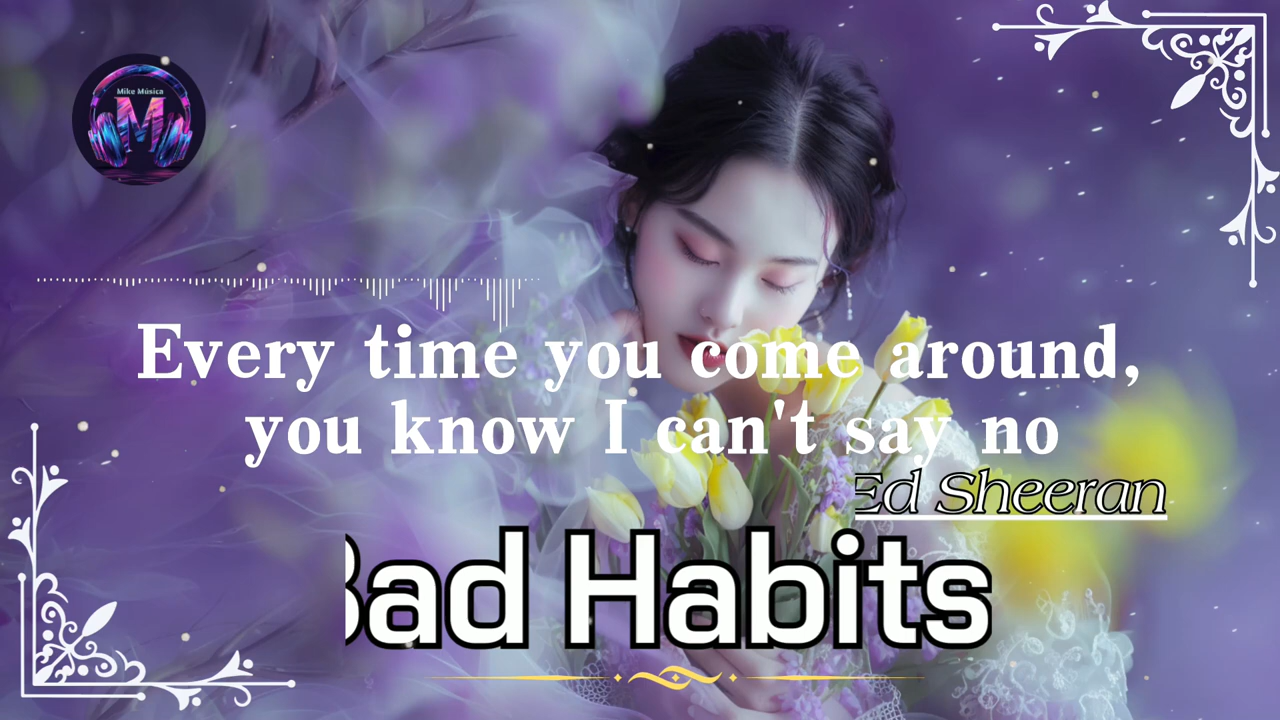 Mike Música
M
Every time you come around,
you know I can't say no
Ed Sheeran
Bad Habits